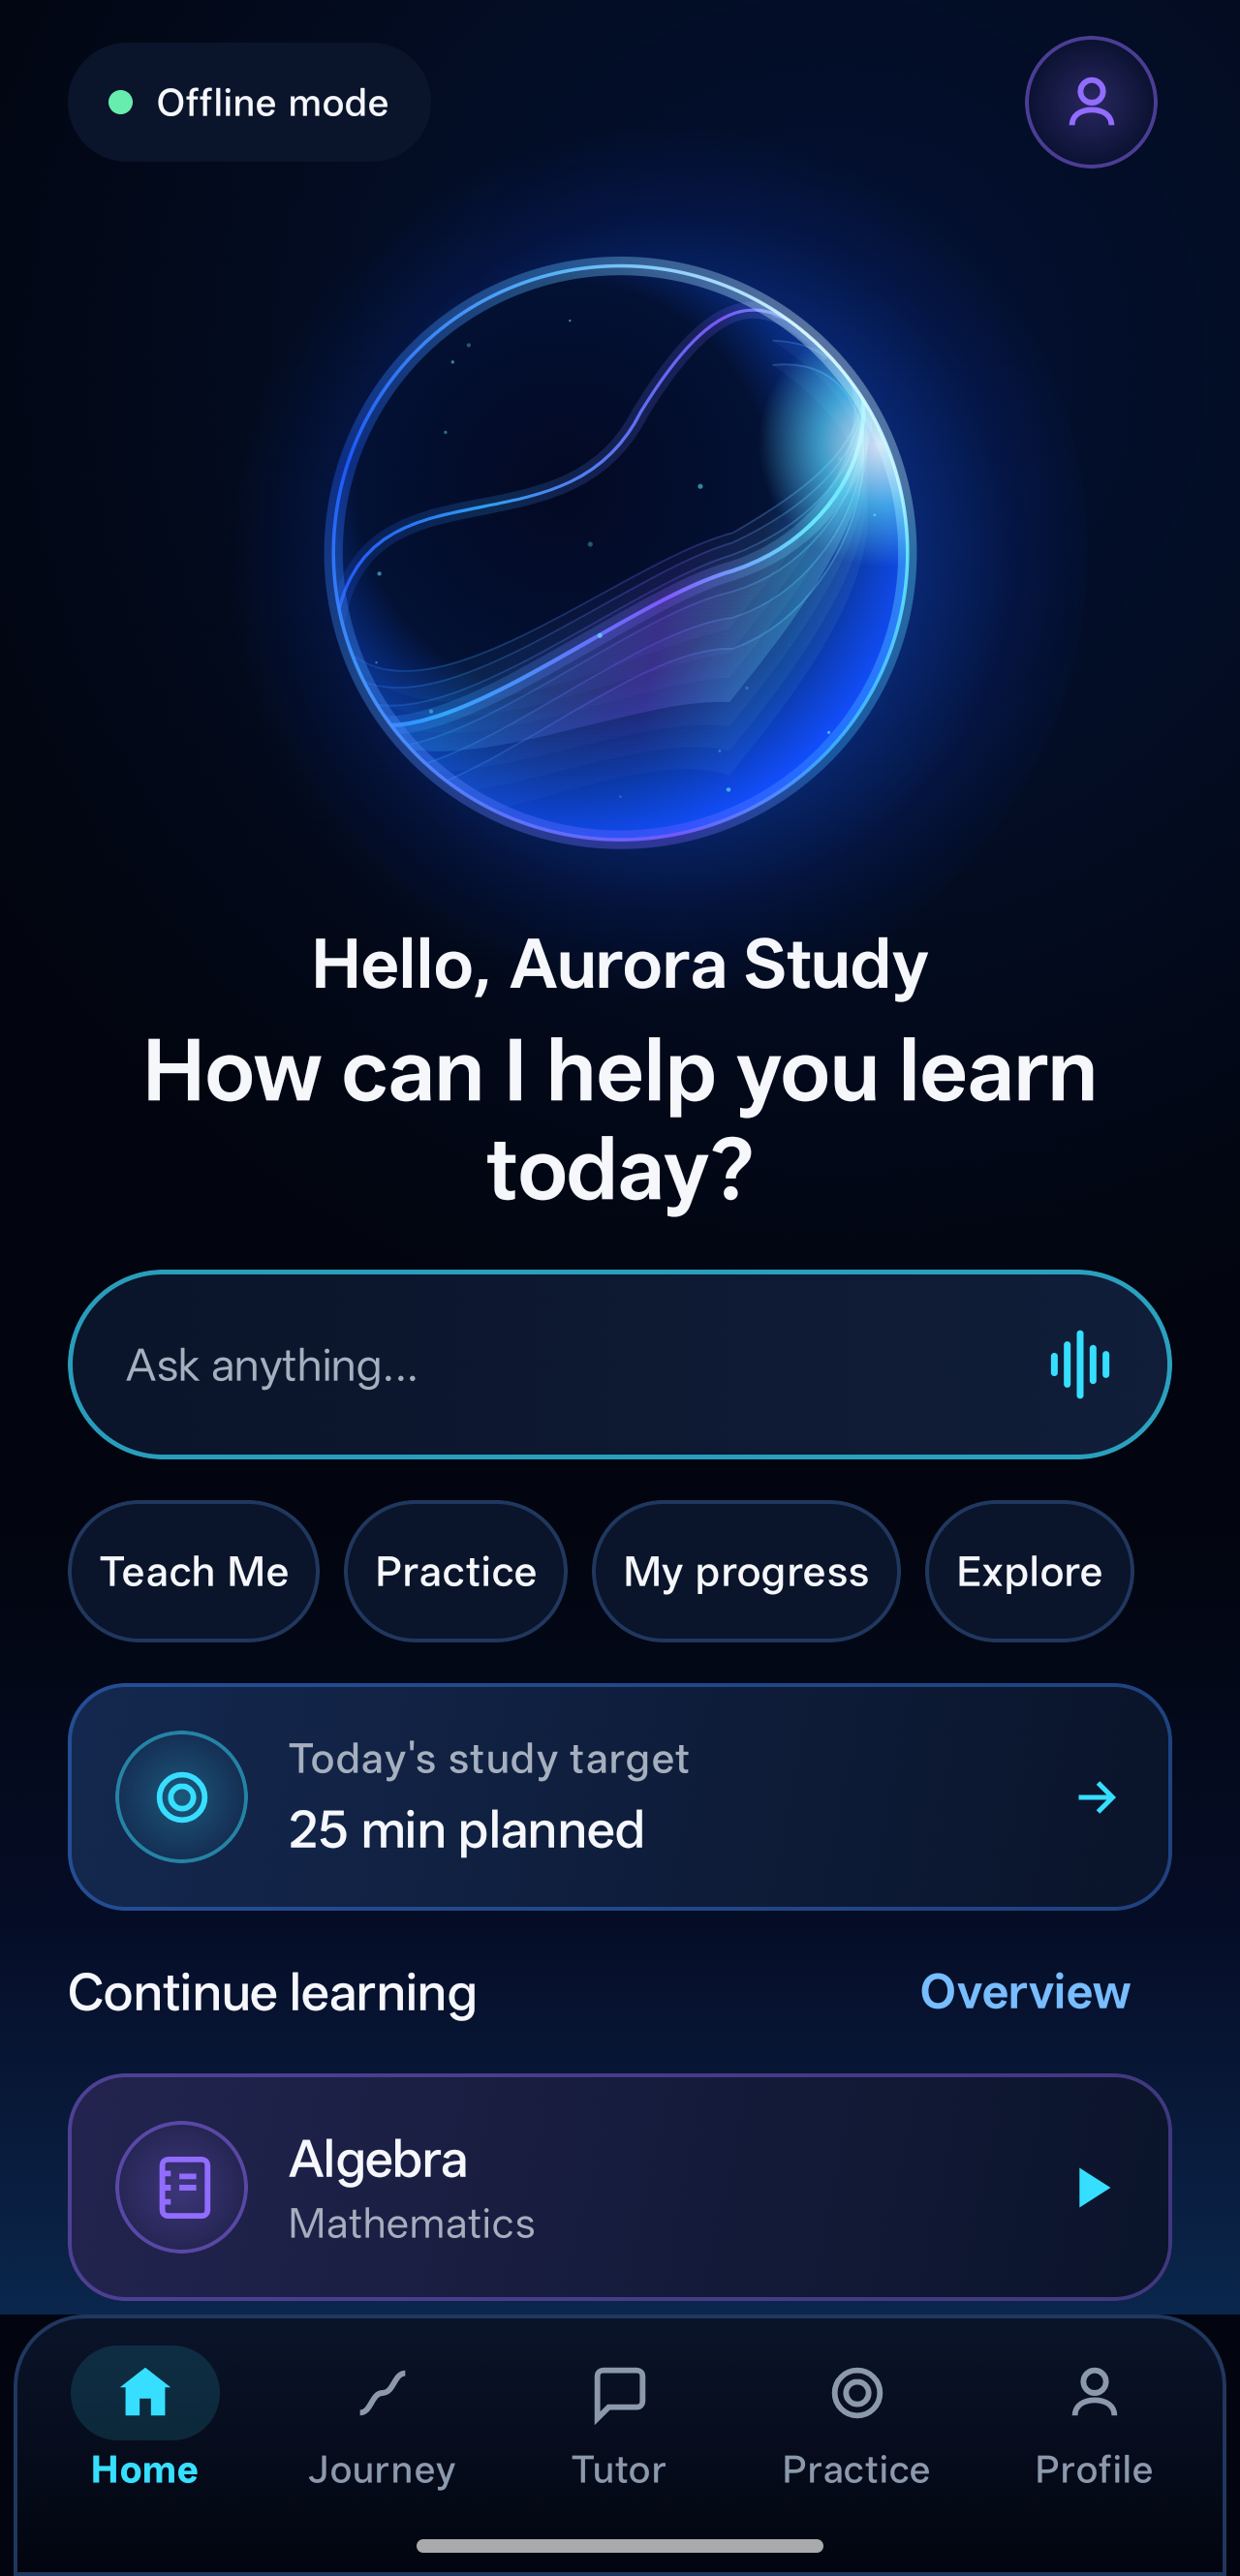 Offline mode
Hello, Aurora Study
How can I help you learn
today?
Ask anything...
Teach Me
Practice
My progress
Explore
Today's study target
25 min planned
Continue learning
Overview
Algebra
Mathematics
Home
Journey
Tutor
Practice
Profile